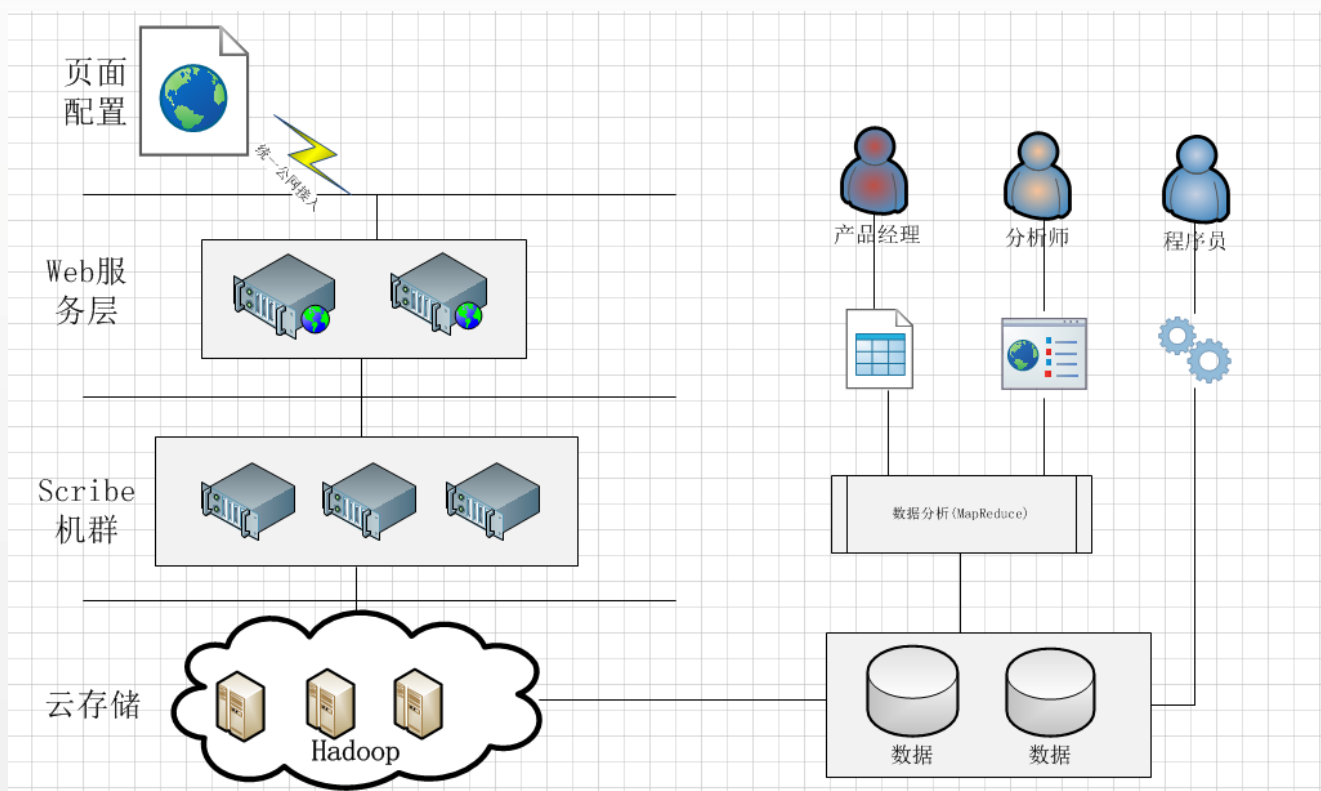 页面
配置
统一公网接入
Web服
务层
Scribe
机群
云存储
Hadoop
产品经理
分析师
程序员
数据分析(MapReduce)
数据
数据